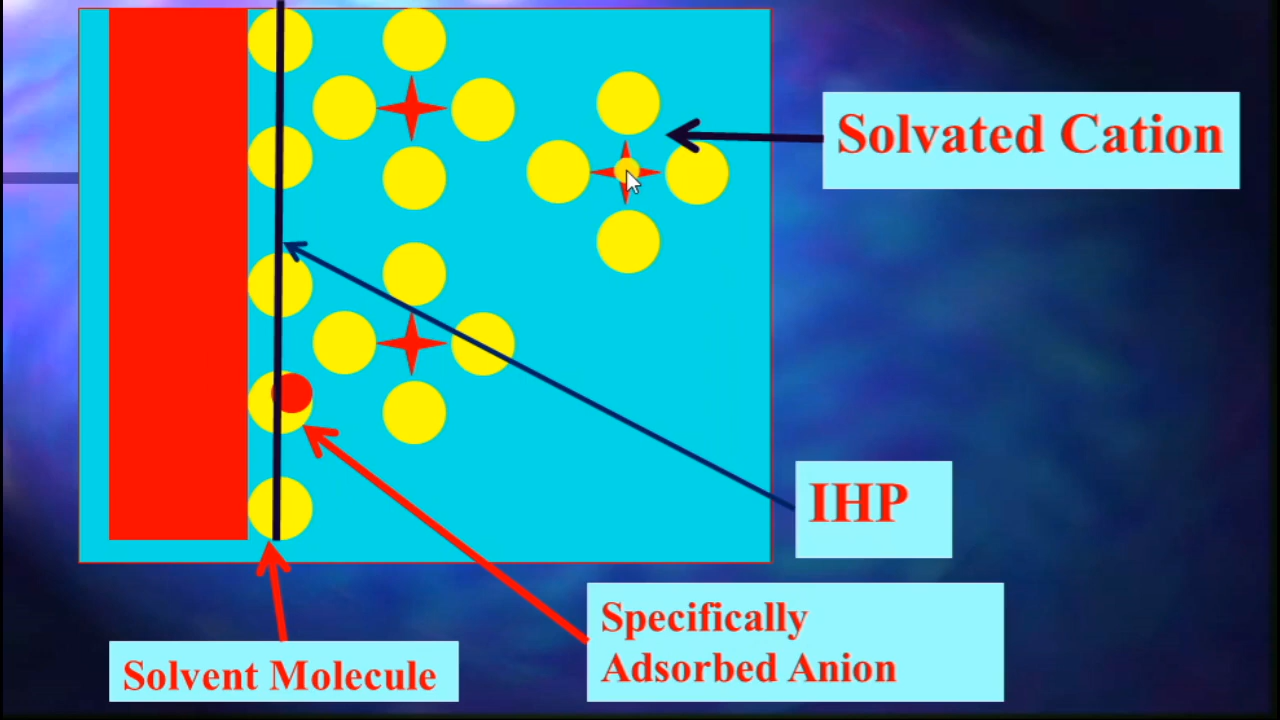 Solvated Cation
IHP
Specifically
Adsorbed Anion
Solvent Molecule